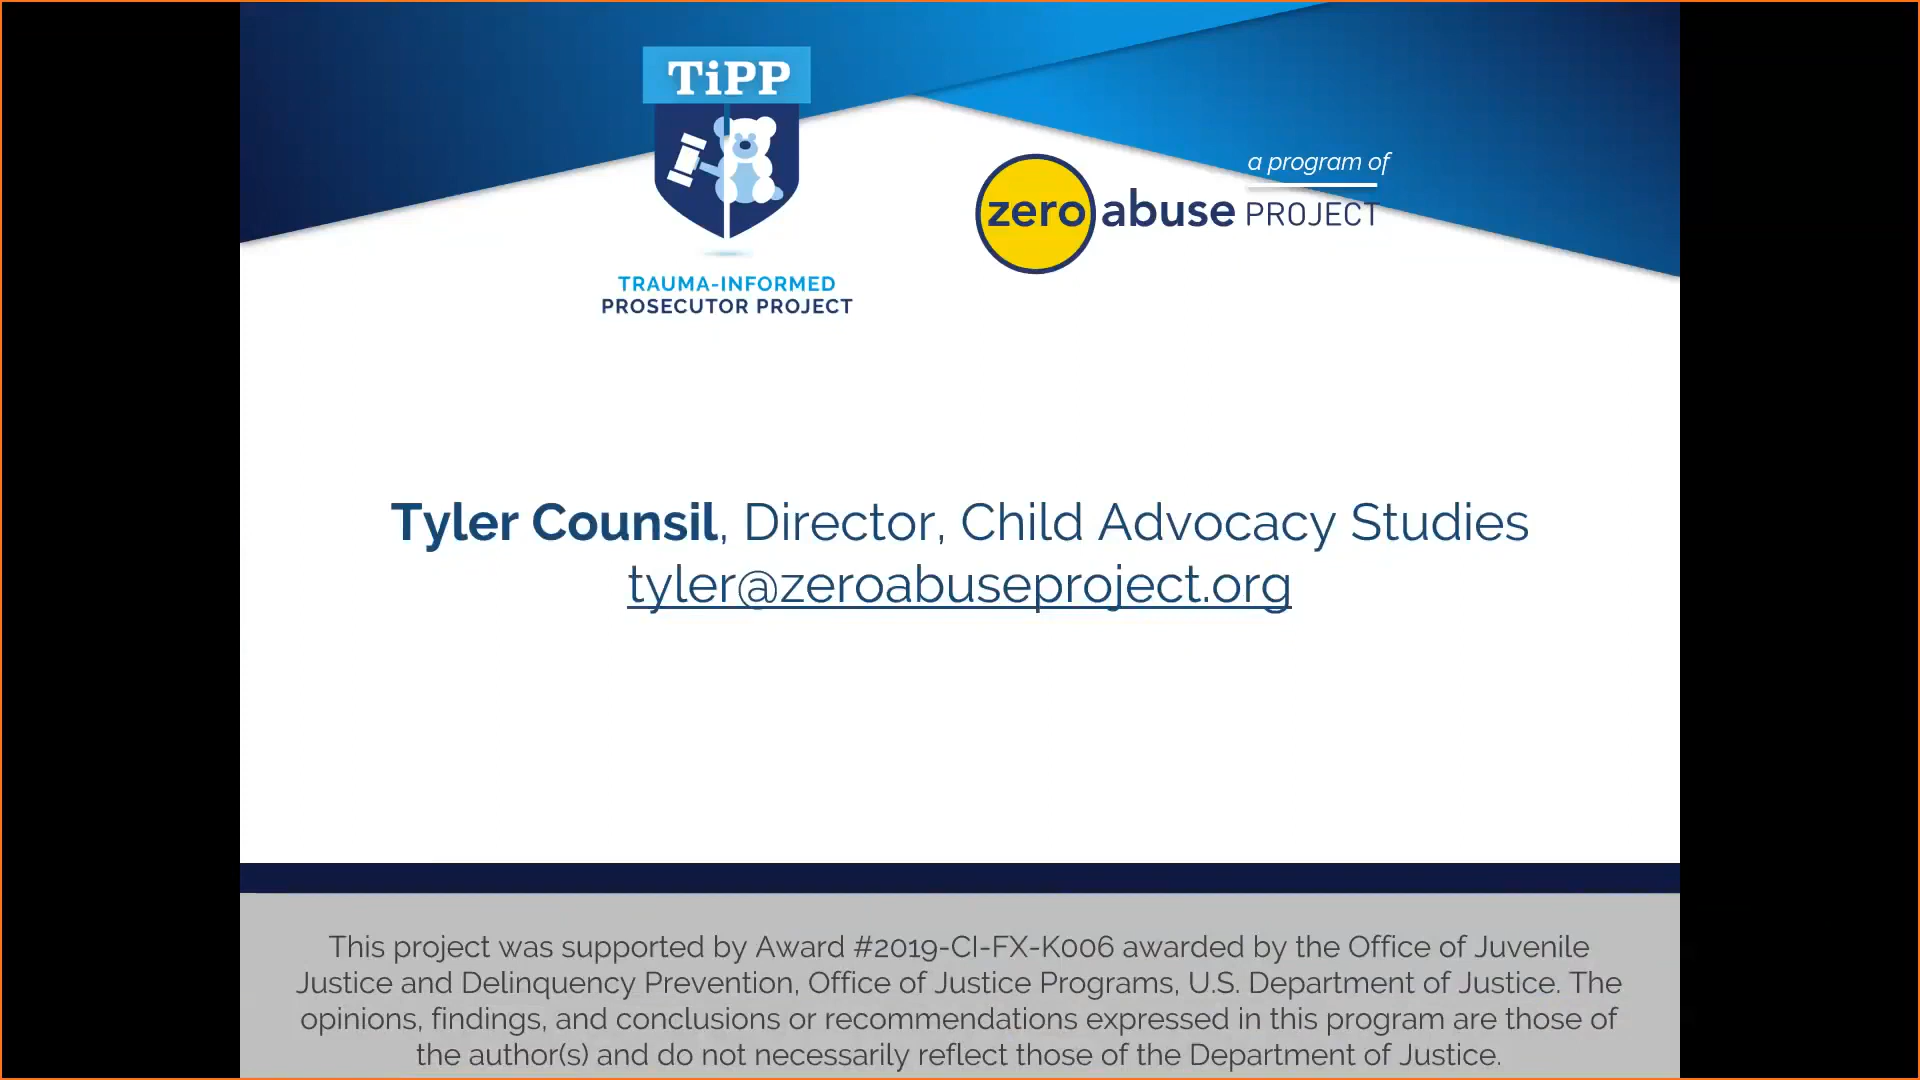 TiPP
TRAUMA-INFORMED
PROSECUTOR PROJECT
a program of
zero abuse PROJECT
Tyler Counsil, Director, Child Advocacy Studies
tyler@zeroabuseproject.org
This project was supported by Award #2019-CI-FX-K006 awarded by the Office of Juvenile
Justice and Delinquency Prevention, Office of Justice Programs, U.S. Department of Justice. The
opinions, findings, and conclusions or recommendations expressed in this program are those of
the author(s) and do not necessarily reflect those of the Department of Justice.